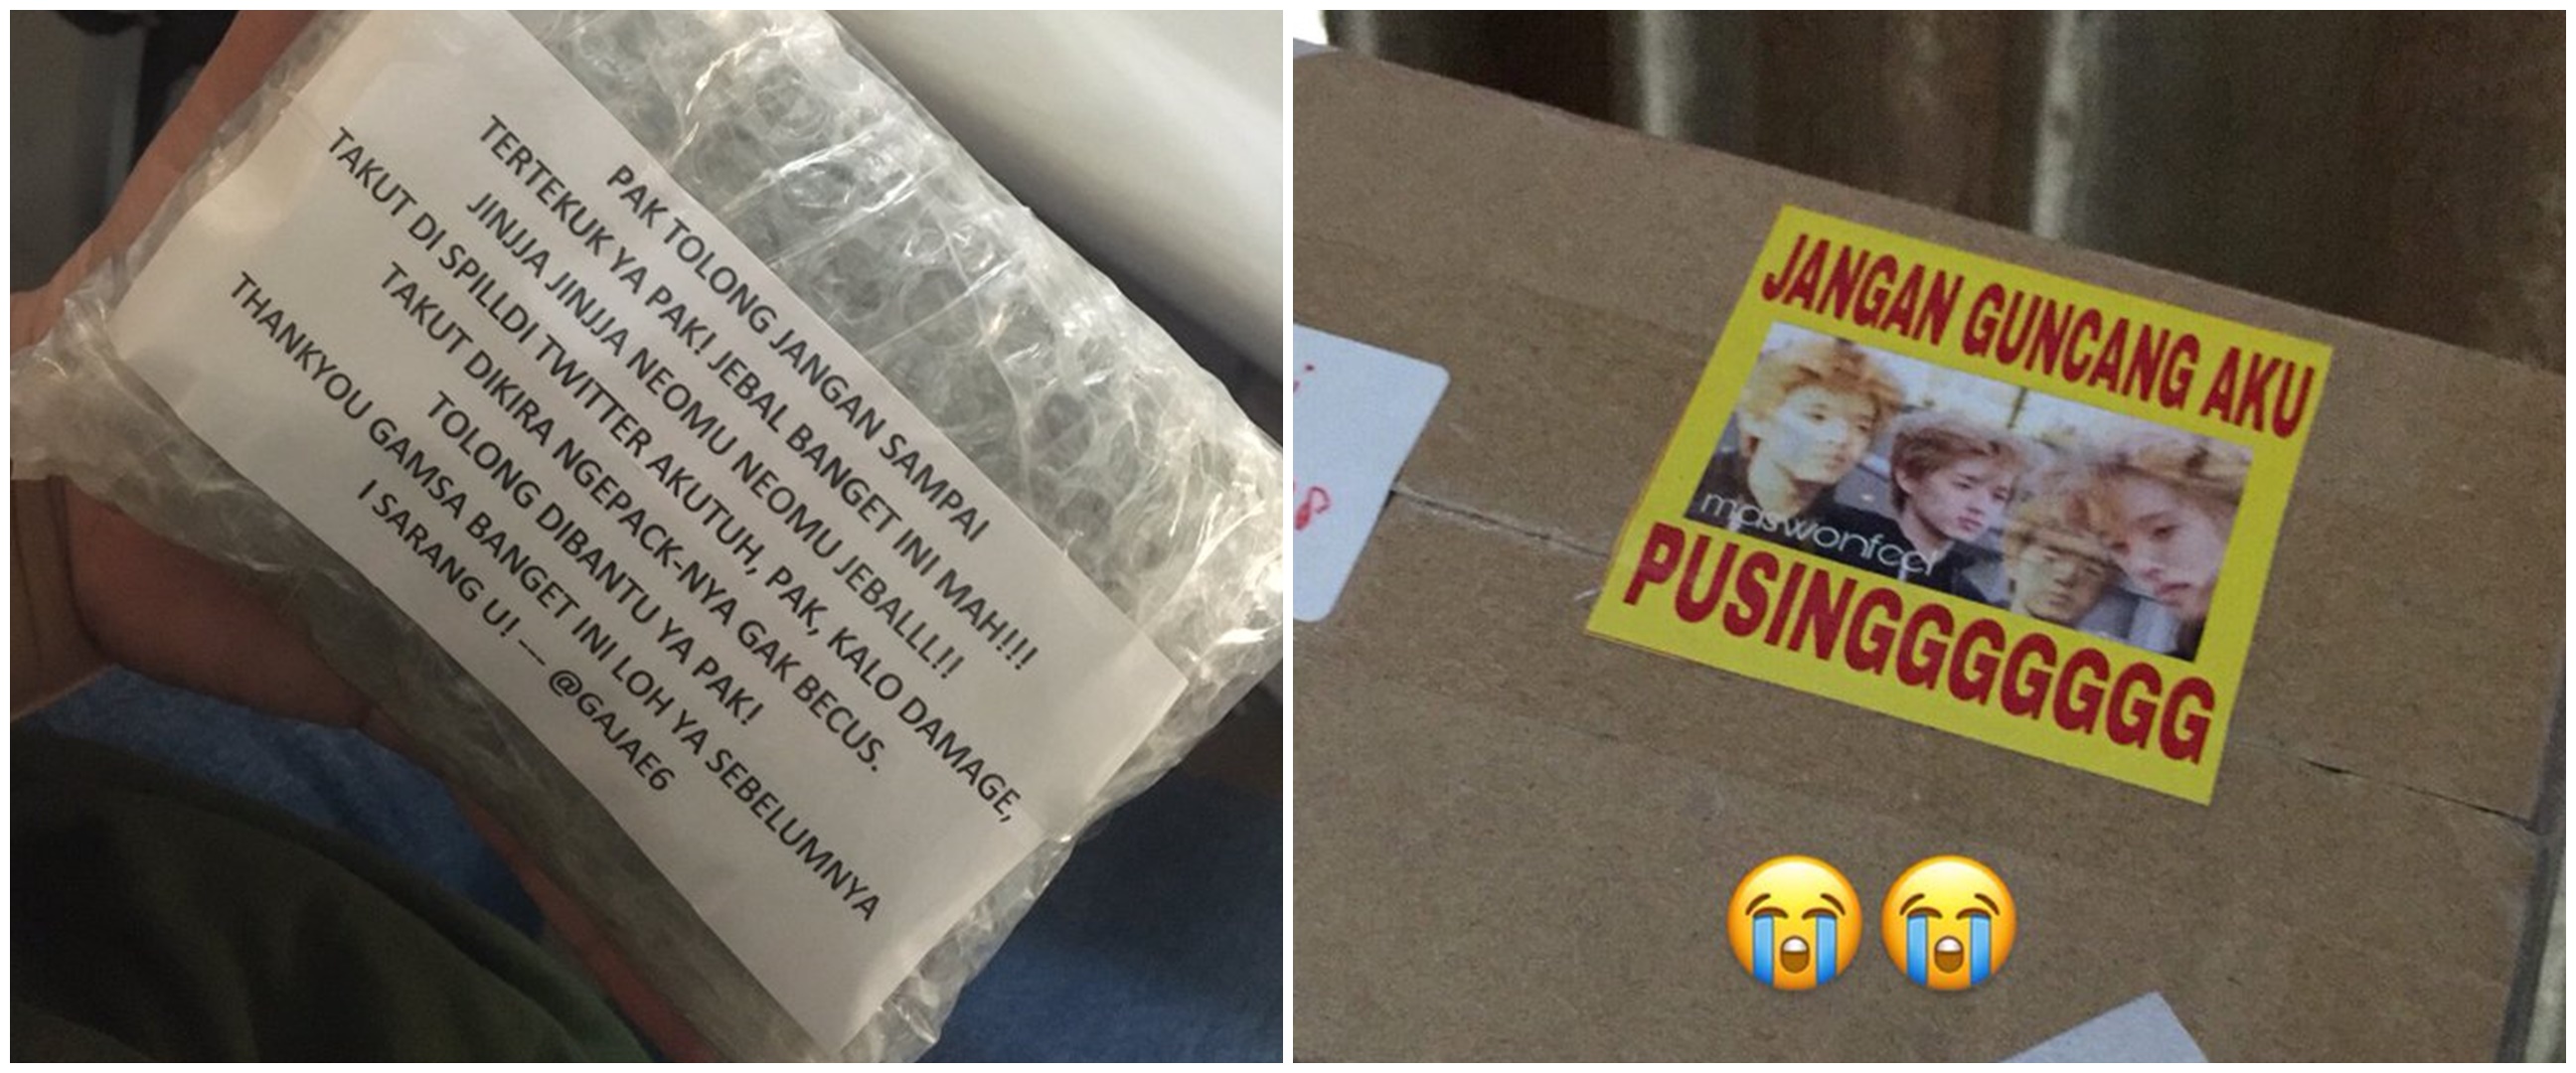 PAK TOLONG JANGAN SAMPAI
TERTEKUK YA PAK! JEBAL BANGET INI MAH!!!
JINJJA JINJJA NEOMU NEOMU JEBALLL!!
TAKUT DI SPILLDI TWITTER AKUTUH, PAK, KALO DAMAGE,
TAKUT DIKIRA NGEPACK-NYA GAK BECUS.
TOLONG DIBANTU YA PAK!
THANKYOU GAMSA BANGET INI LOH YA SEBELUMNYA
I SARANG U! --- @GAJAE6
JANGAN GUNCANG AKU
PUSINGGGGGGG